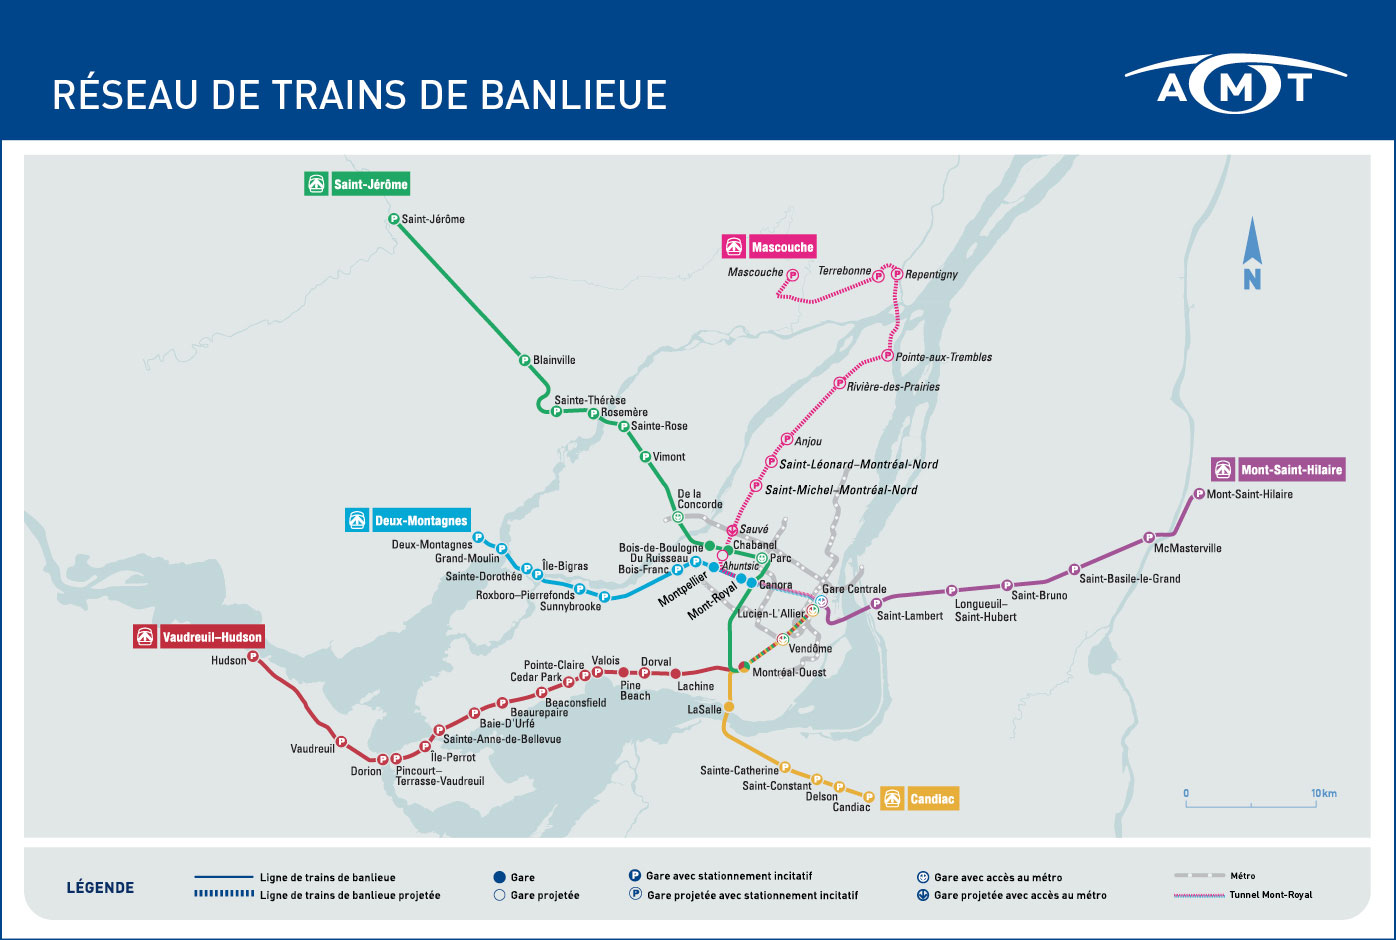 RÉSEAU DE TRAINS DE BANLIEUE
AMT
Saint-Jérôme
Saint-Jérôme
Blainville
Sainte-Thérèse
Rosemère
Sainte-Rose
Vimont
De la
Concorde
Bois-de-Boulogne
Chabanel
Parc
Mascouche
Mascouche
Terrebonne
Repentigny
Pointe-aux-Trembles
Rivière-des-Prairies
Anjou
Saint-Léonard–Montréal-Nord
Saint-Michel–Montréal-Nord
Sauvé
Ahuntsic
N
Mont-Saint-Hilaire
Mont-Saint-Hilaire
McMasterville
Saint-Basile-le-Grand
Saint-Bruno
Longueuil–
Saint-Hubert
Saint-Lambert
Gare Centrale
Deux-Montagnes
Deux-Montagnes
Grand-Moulin
Sainte-Dorothée
Île-Bigras
Roxboro–Pierrefonds
Sunnybrooke
Bois-Franc
Du Ruisseau
Montpellier
Mont-Royal
Canora
Lucien-L'Allier
Vendôme
Montréal-Ouest
Vaudreuil–Hudson
Hudson
Vaudreuil
Dorion
Pincourt–
Terrasse-Vaudreuil
Île-Perrot
Sainte-Anne-de-Bellevue
Baie-D'Urfé
Beaurepaire
Beaconsfield
Cedar Park
Pointe-Claire
Valois
Pine
Beach
Dorval
Lachine
LaSalle
Sainte-Catherine
Saint-Constant
Delson
Candiac
Candiac
0 10 km
LÉGENDE
Ligne de trains de banlieue
Ligne de trains de banlieue projetée
Gare
Gare projetée
P Gare avec stationnement incitatif
P Gare projetée avec stationnement incitatif
Gare avec accès au métro
Gare projetée avec accès au métro
Métro
Tunnel Mont-Royal